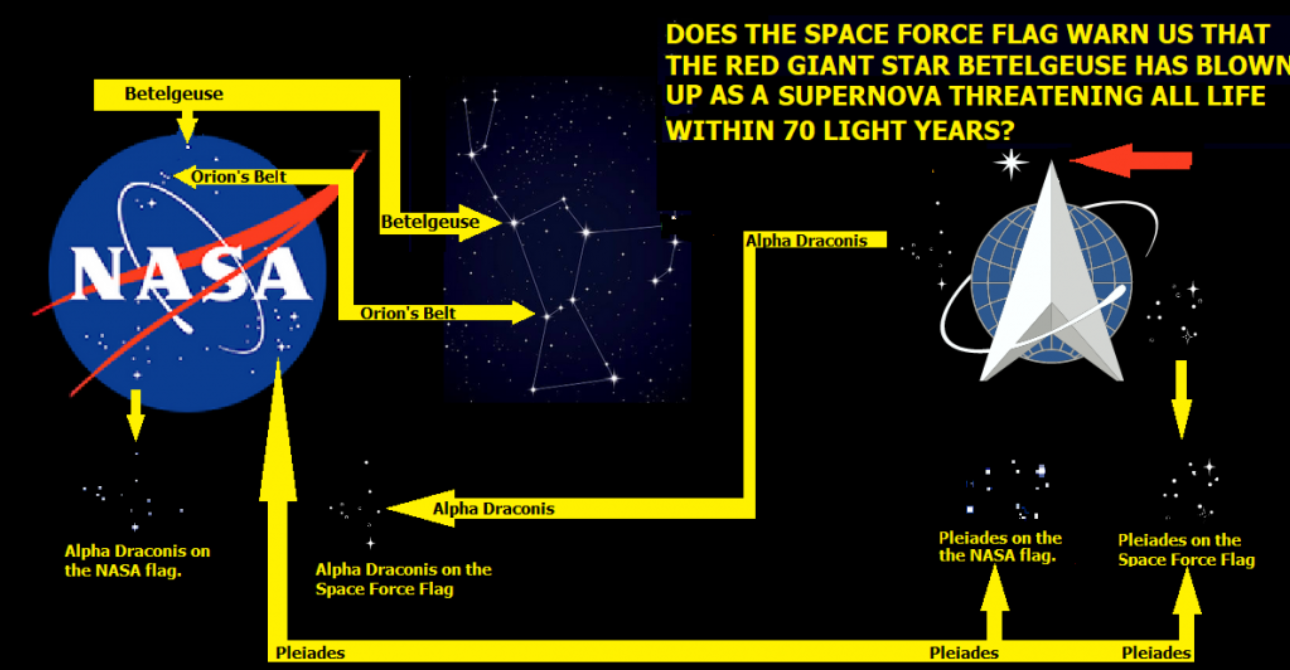 DOES THE SPACE FORCE FLAG WARN US THAT
THE RED GIANT STAR BETELGEUSE HAS BLOWN
UP AS A SUPERNOVA THREATENING ALL LIFE
WITHIN 70 LIGHT YEARS?
Betelgeuse
Orion's Belt
Betelgeuse
Alpha Draconis
NASA
Orion's Belt
Alpha Draconis
Alpha Draconis on
the NASA flag.
Alpha Draconis on the
Space Force Flag
Pleiades on the
the NASA flag.
Pleiades on the
Space Force Flag
Pleiades
Pleiades
Pleiades